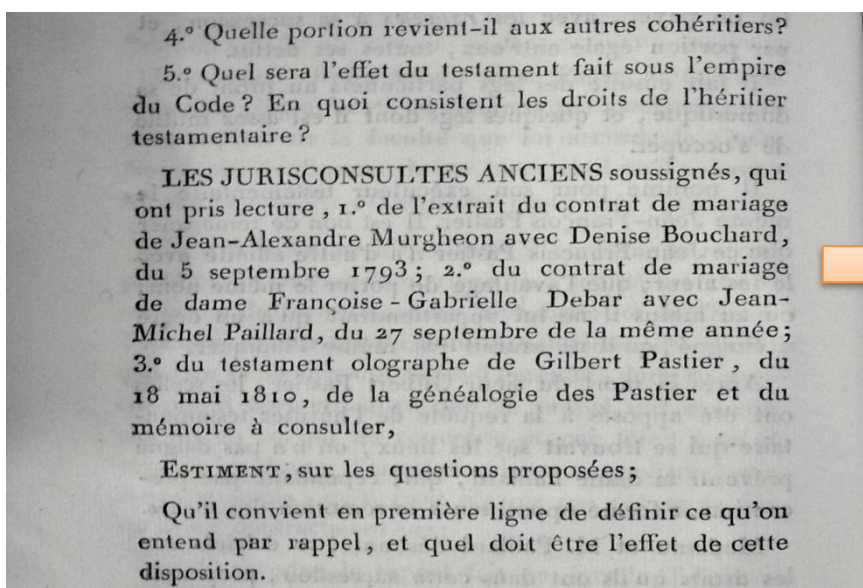 4.° Quelle portion revient-il aux autres cohéritiers?
5.° Quel sera l'effet du testament fait sous l'empire
du Code? En quoi consistent les droits de l'héritier
testamentaire?
LES JURISCONSULTES ANCIENS soussignés, qui
ont pris lecture, 1.° de l'extrait du contrat de mariage
de Jean-Alexandre Murgheon avec Denise Bouchard,
du 5 septembre 1793; 2.° du contrat de mariage
de dame Françoise-Gabrielle Debar avec Jean-
Michel Paillard, du 27 septembre de la même année;
3.° du testament olographe de Gilbert Pastier, du
18 mai 1810, de la généalogie des Pastier et du
mémoire à consulter,
ESTIMENT, sur les questions proposées;
Qu'il convient en première ligne de définir ce qu'on
entend par rappel, et quel doit être l'effet de cette
disposition.